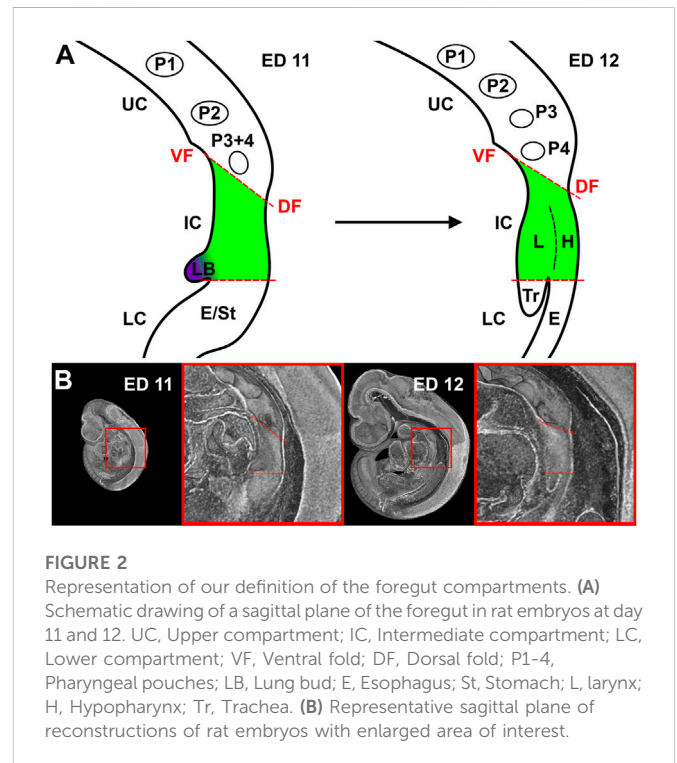 A
ED 11
ED 12
P1
P1
UC
UC
P2
P2
P3+4
P3
P4
VF
VF
DF
DF
IC
IC
L
H
LB
LC
E/St
Tr
LC
E
B
ED 11
ED 12
FIGURE 2
Representation of our definition of the foregut compartments. (A)
Schematic drawing of a sagittal plane of the foregut in rat embryos at day
11 and 12. UC, Upper compartment; IC, Intermediate compartment; LC,
Lower compartment; VF, Ventral fold; DF, Dorsal fold; P1-4,
Pharyngeal pouches; LB, Lung bud; E, Esophagus; St, Stomach; L, larynx;
H, Hypopharynx; Tr, Trachea. (B) Representative sagittal plane of
reconstructions of rat embryos with enlarged area of interest.